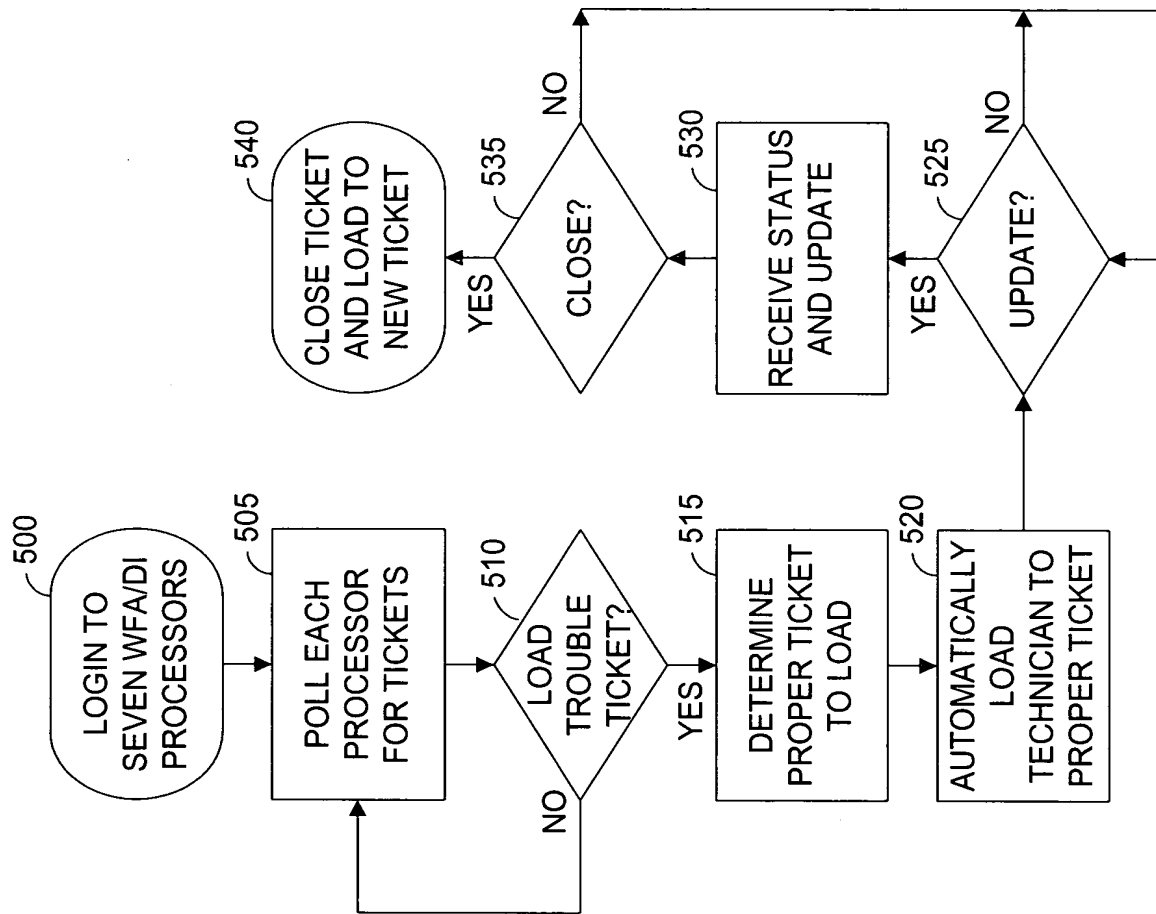 500
LOGIN TO
SEVEN WFA/DI
PROCESSORS
505
POLL EACH
PROCESSOR
FOR TICKETS
510
LOAD
TROUBLE
TICKET?
NO
YES
515
DETERMINE
PROPER TICKET
TO LOAD
520
AUTOMATICALLY
LOAD
TECHNICIAN TO
PROPER TICKET
525
UPDATE?
NO
YES
530
RECEIVE STATUS
AND UPDATE
535
CLOSE?
NO
YES
540
CLOSE TICKET
AND LOAD TO
NEW TICKET